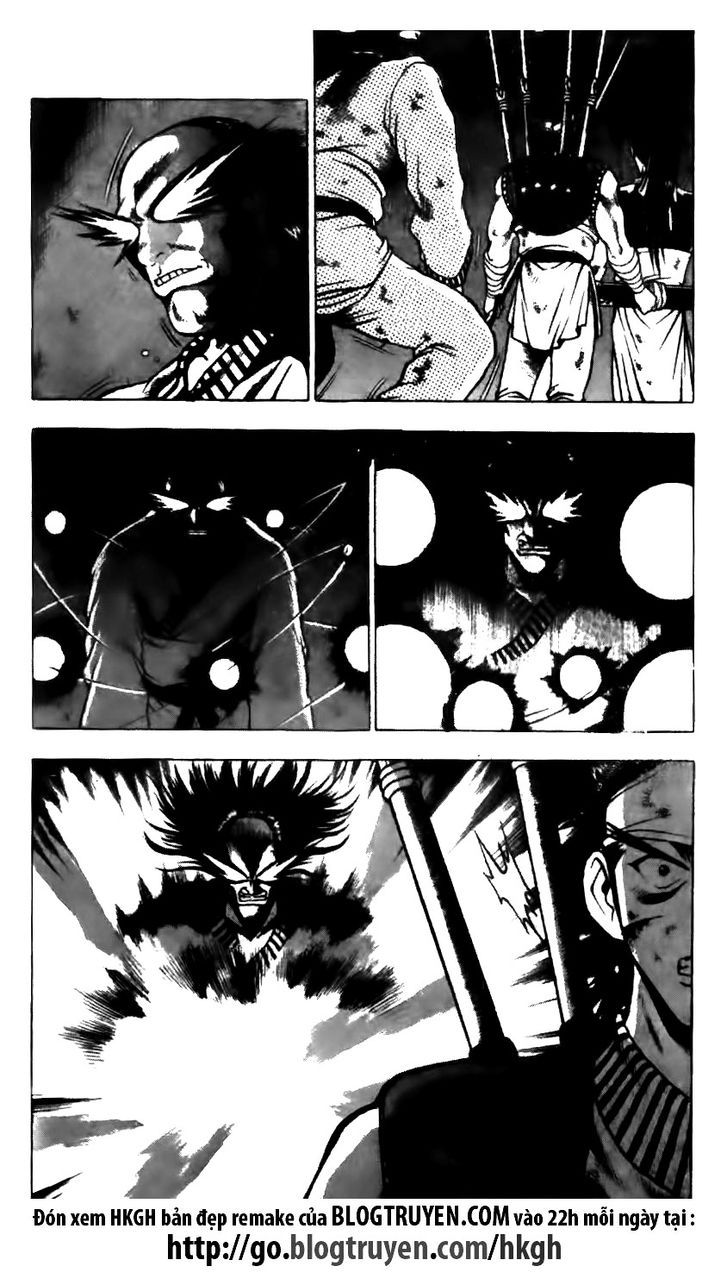 Đón xem HKGH bản đẹp remake của BLOGTRUYEN.COM vào 22h mỗi ngày tại :
http://go.blogtruyen.com/hkgh